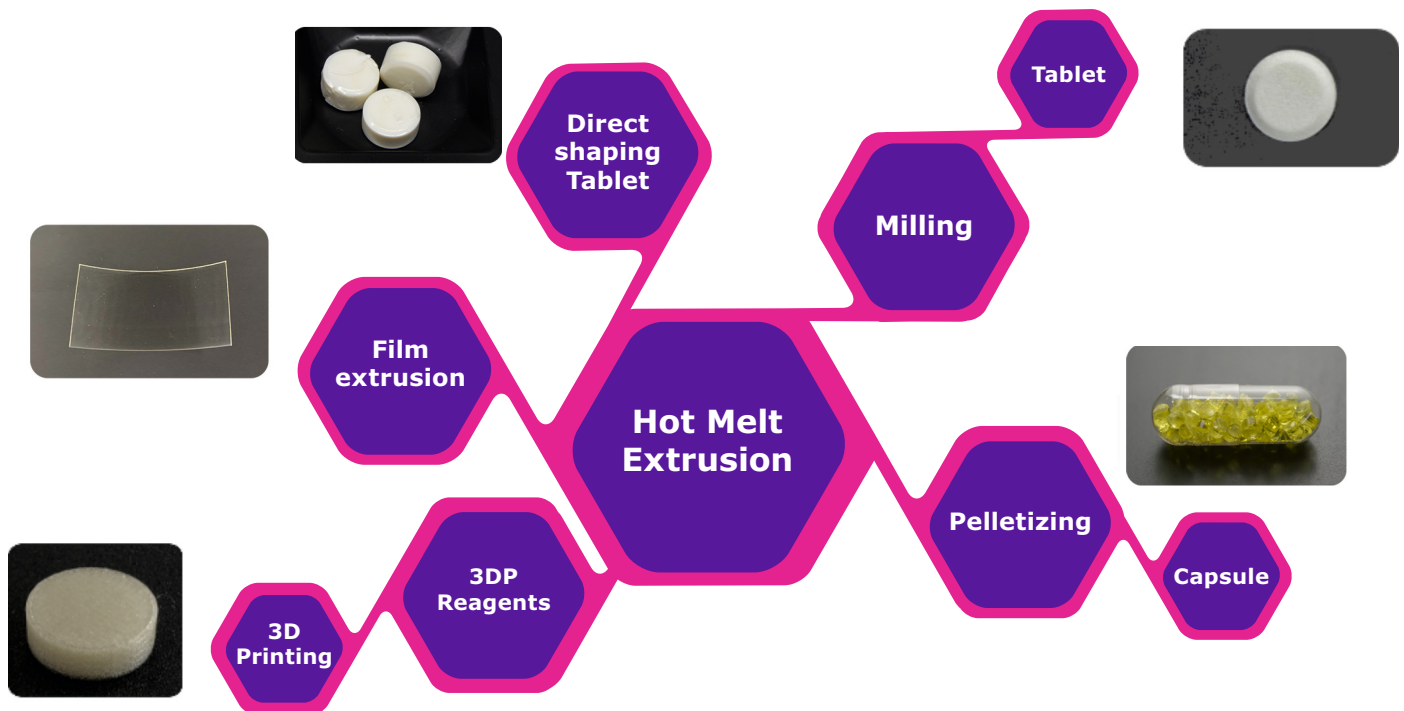 Tablet
Direct
shaping
Tablet
Milling
Film
extrusion
Hot Melt
Extrusion
Pelletizing
3DP
Reagents
Capsule
3D
Printing